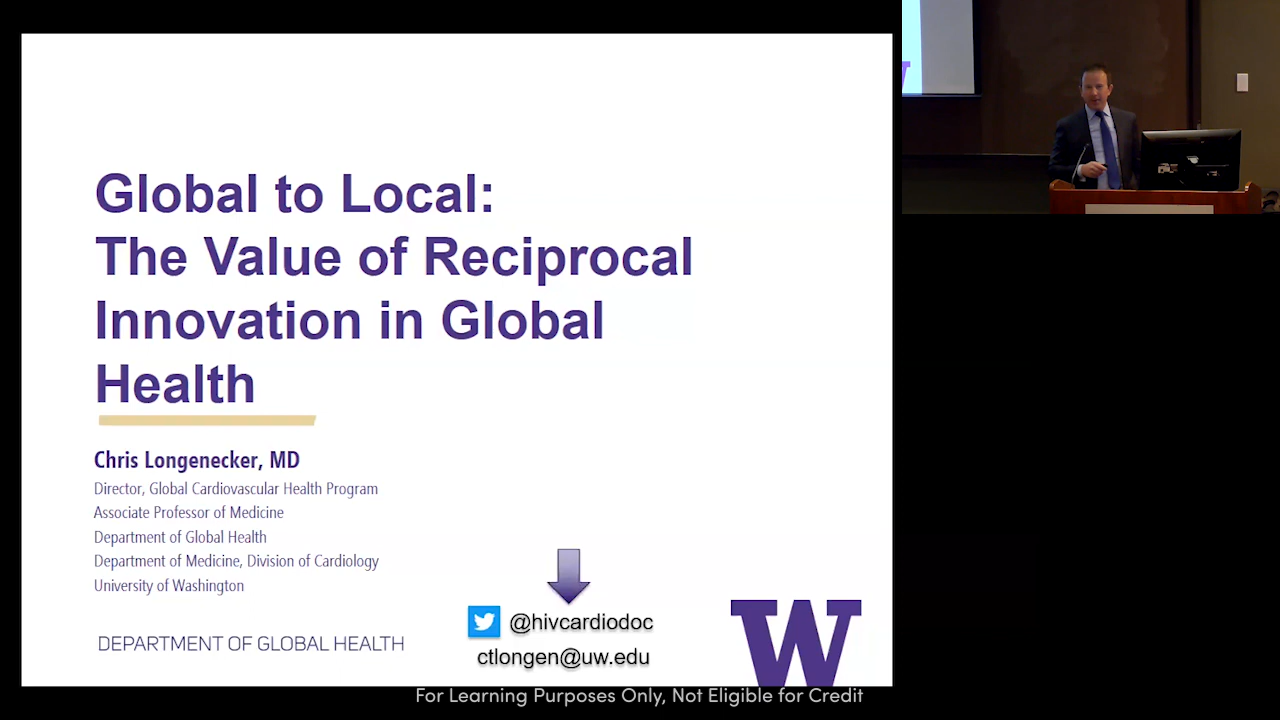 Global to Local:
The Value of Reciprocal
Innovation in Global
Health
Chris Longenecker, MD
Director, Global Cardiovascular Health Program
Associate Professor of Medicine
Department of Global Health
Department of Medicine, Division of Cardiology
University of Washington
@hivcardiodoc
DEPARTMENT OF GLOBAL HEALTH
ctlongen@uw.edu
W
For Learning Purposes Only, Not Eligible for Credit